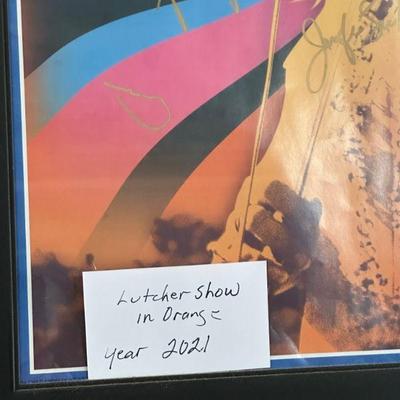 Lutcher Show
in Orange
year 2021